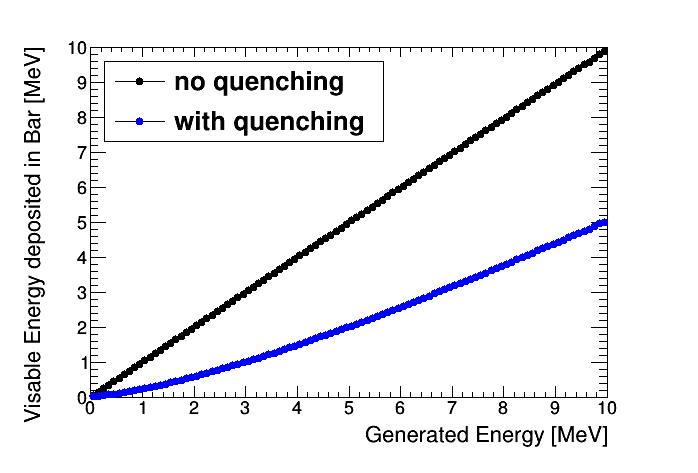 Visable Energy deposited in Bar [MeV]
10
9
8
7
6
5
4
3
2
1
0
no quenching
with quenching
0 1 2 3 4 5 6 7 8 9 10
Generated Energy [MeV]